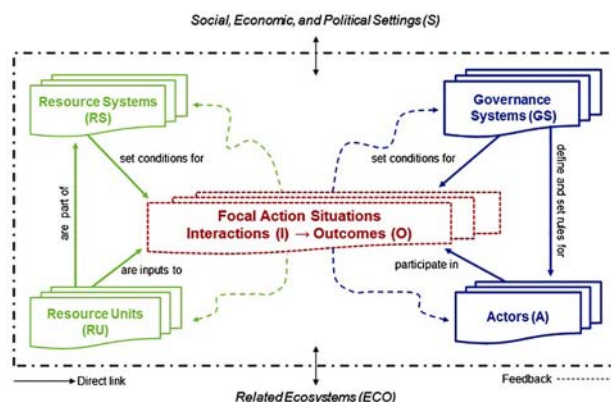 Social, Economic, and Political Settings (S)
Resource Systems
(RS)
Governance
Systems (GS)
set conditions for
set conditions for
are part of
define and set rules for
Focal Action Situations
Interactions (I) → Outcomes (O)
are inputs to
participate in
Resource Units
(RU)
Actors (A)
Direct link
Feedback
Related Ecosystems (ECO)